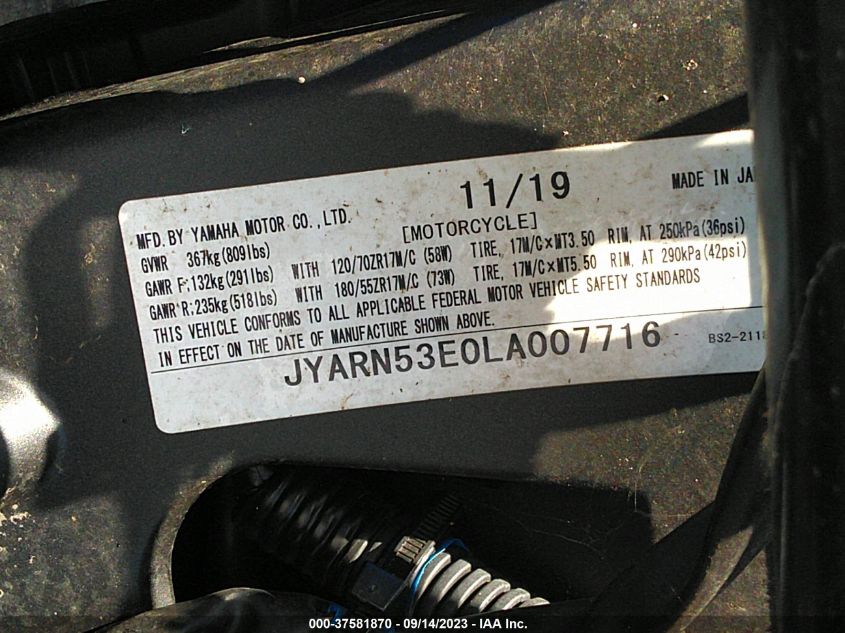 11/19 MADE IN JA
MFD. BY YAMAHA MOTOR CO., LTD.
[MOTORCYCLE]
GVWR 367kg(809lbs)
GAWR F:132kg(291lbs) WITH 120/70ZR17M/C (58W) TIRE, 17M/C×MT3.50 RIM, AT 250kPa(36psi)
GAWR R:235kg(518lbs) WITH 180/55ZR17M/C (73W) TIRE, 17M/C×MT5.50 RIM, AT 290kPa(42psi)
THIS VEHICLE CONFORMS TO ALL APPLICABLE FEDERAL MOTOR VEHICLE SAFETY STANDARDS
IN EFFECT ON THE DATE OF MANUFACTURE SHOWN ABOVE.
JYARN53E0LA007716 BS2-2118
000-37581870 - 09/14/2023 - IAA Inc.